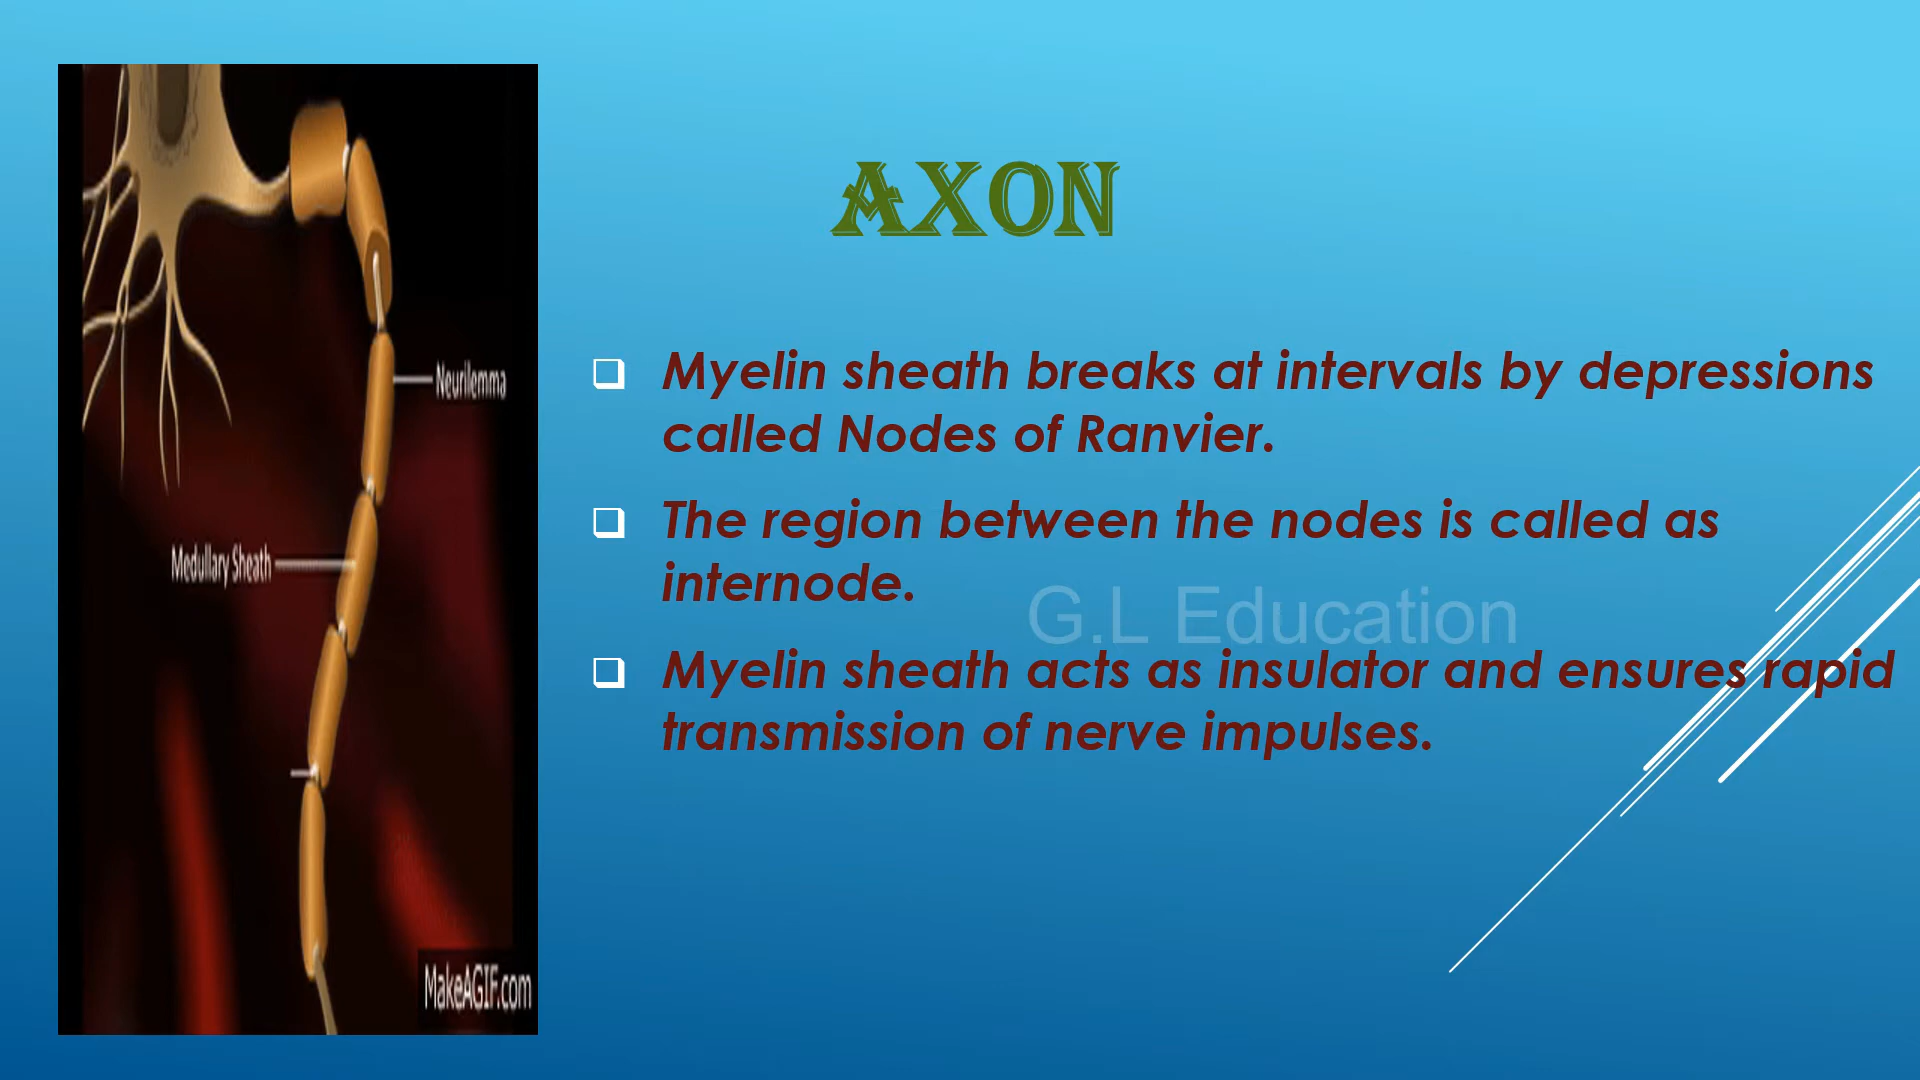 AXON
Neurilemma
Medullary Sheath
MakeAGIF.com
Myelin sheath breaks at intervals by depressions
called Nodes of Ranvier.
The region between the nodes is called as
internode.
G.L Education
Myelin sheath acts as insulator and ensures rapid
transmission of nerve impulses.